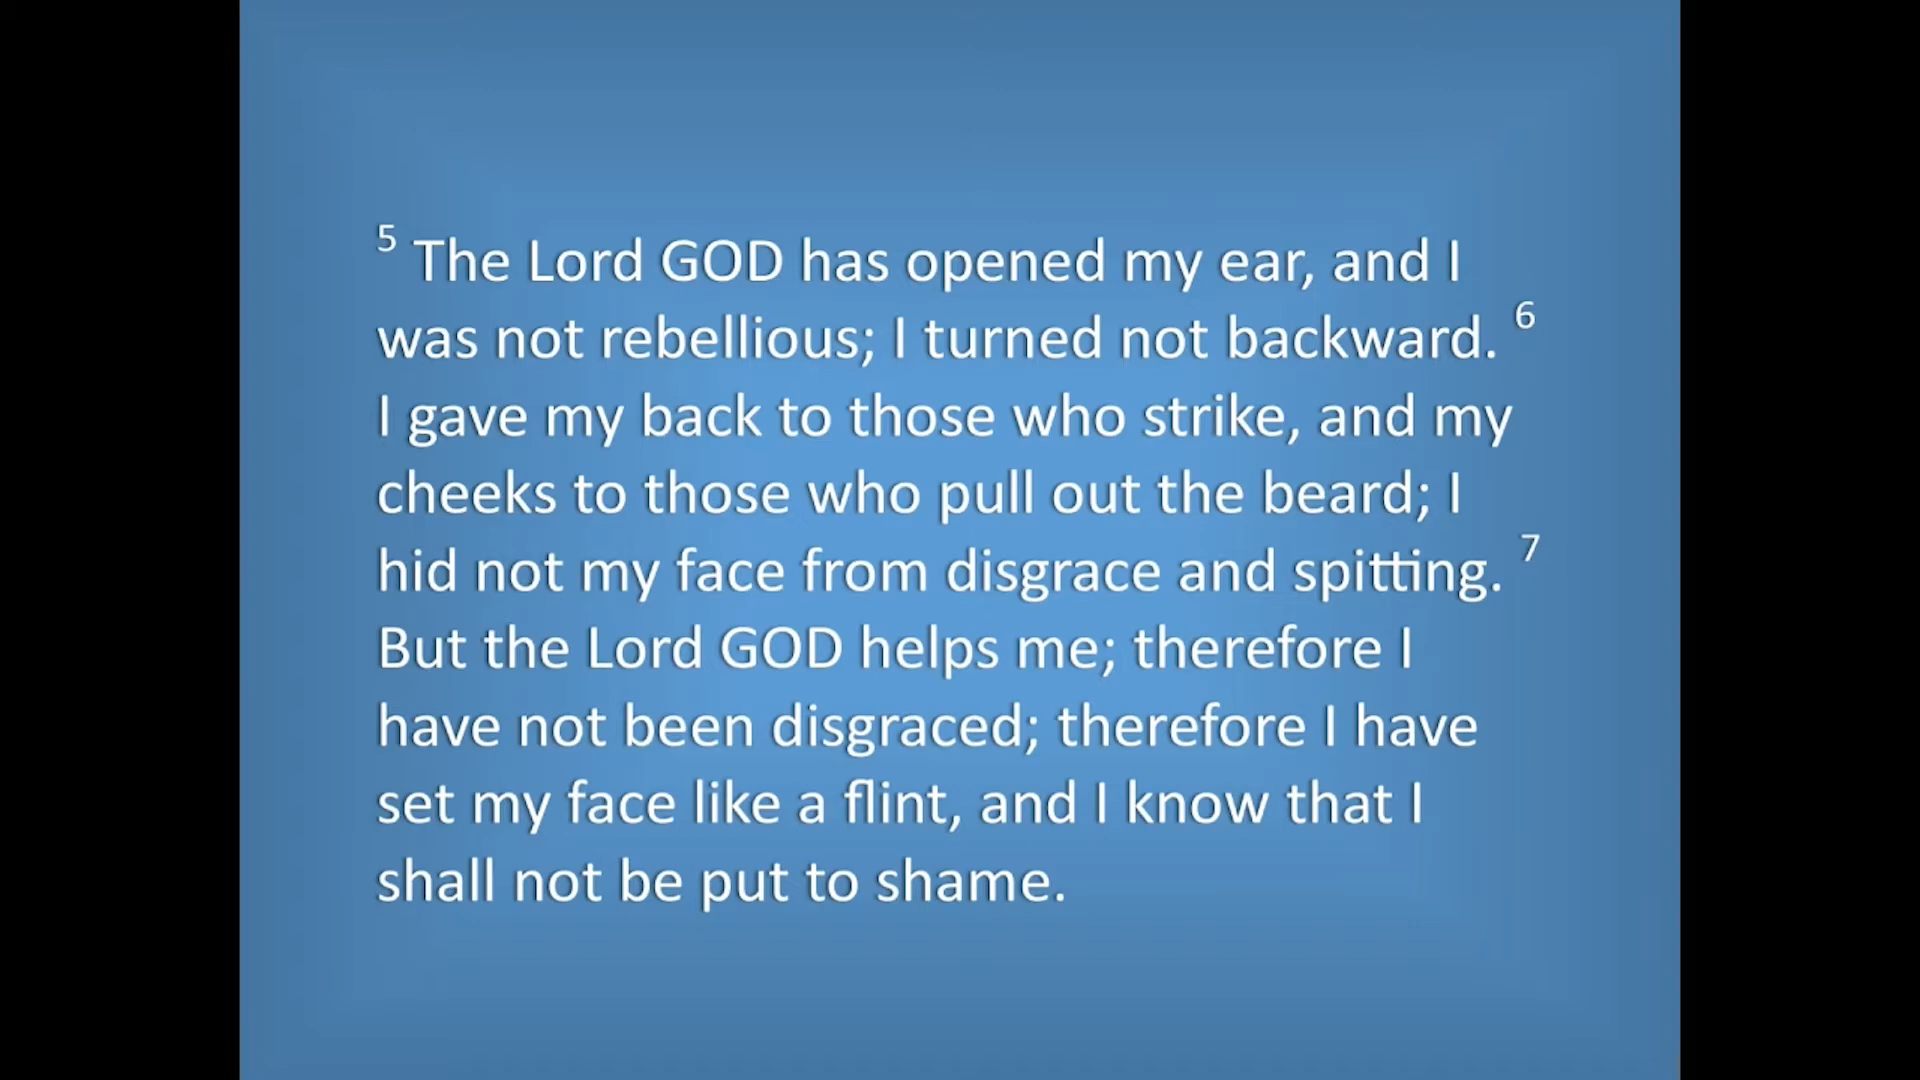 5 The Lord GOD has opened my ear, and I
was not rebellious; I turned not backward. 6
I gave my back to those who strike, and my
cheeks to those who pull out the beard; I
hid not my face from disgrace and spitting. 7
But the Lord GOD helps me; therefore I
have not been disgraced; therefore I have
set my face like a flint, and I know that I
shall not be put to shame.